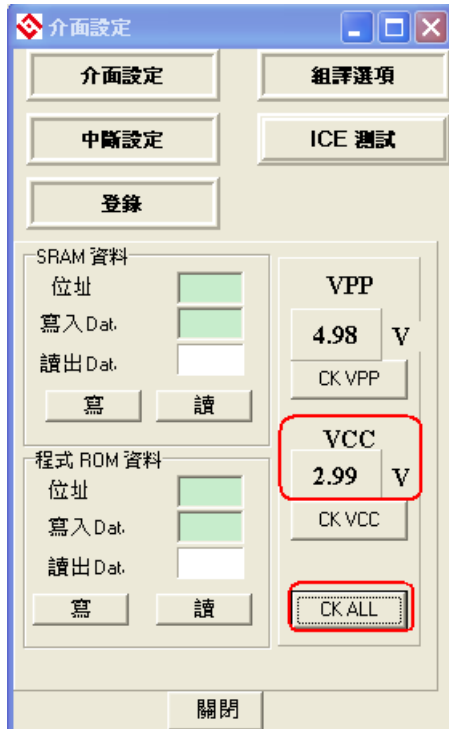 介面設定
介面設定
組譯選項
中斷設定
ICE 測試
登錄
SRAM 資料
位址
寫入Dat.
讀出Dat.
寫
讀
VPP
4.98 V
CK VPP
VCC
2.99 V
CK VCC
程式 ROM 資料
位址
寫入Dat.
讀出Dat.
寫
讀
CK ALL
關閉